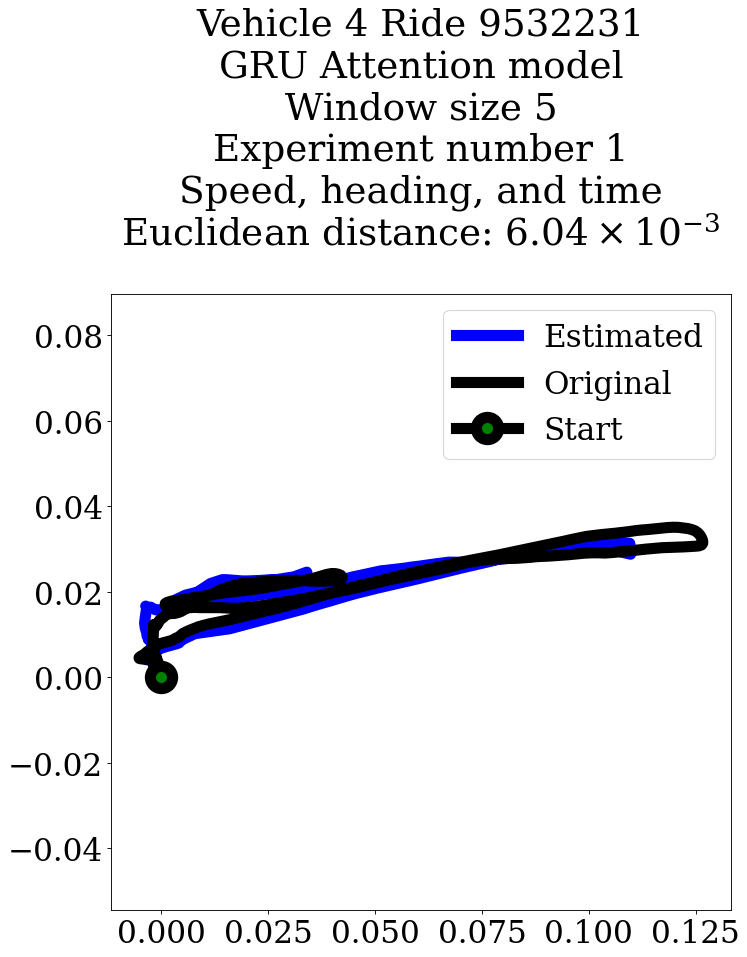 Vehicle 4 Ride 9532231
GRU Attention model
Window size 5
Experiment number 1
Speed, heading, and time
Euclidean distance: 6.04 × 10⁻³
Estimated
Original
Start
0.08
0.06
0.04
0.02
0.00
−0.02
−0.04
0.000 0.025 0.050 0.075 0.100 0.125